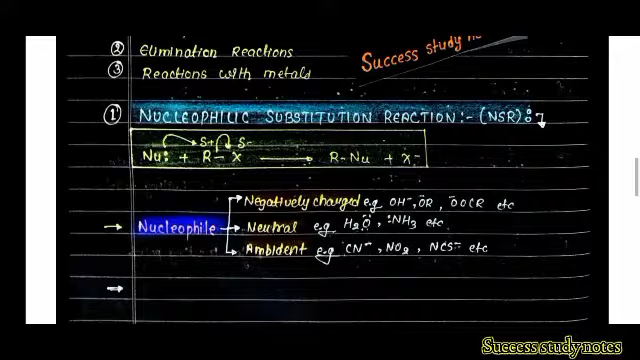 ② Elimination Reactions
Success study no
③ Reactions with metals
① NUCLEOPHILIC SUBSTITUTION REACTION:- (NSR):
δ+ δ-
Nu: + R-X ⟶ R-Nu + X⁻
Negatively charged e.g OH⁻, ŌR, ŌOCR etc
→ Nucleophile → Neutral e.g H₂Ö, :NH₃ etc
Ambident e.g CN⁻, NO₂, NCS⁻ etc
→
Success study notes